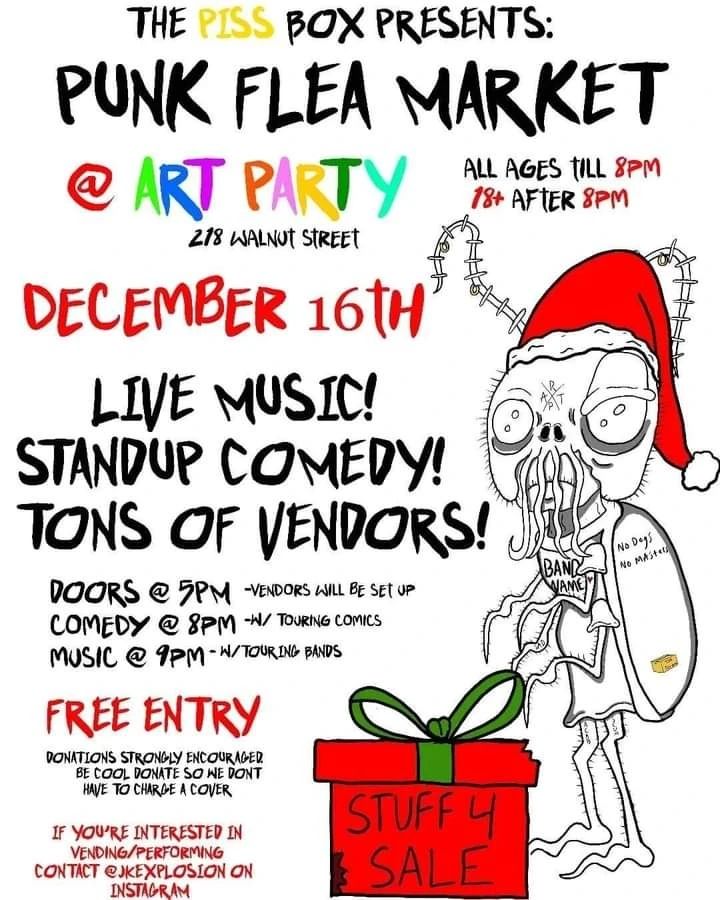 THE PISS BOX PRESENTS:
PUNK FLEA MARKET
@ ART PARTY
218 WALNUT STREET
ALL AGES TILL 8PM
18+ AFTER 8PM
DECEMBER 16TH
LIVE MUSIC!
STANDUP COMEDY!
TONS OF VENDORS!
DOORS @ 5PM -VENDORS WILL BE SET UP
COMEDY @ 8PM -W/ TOURING COMICS
MUSIC @ 9PM - W/TOURING BANDS
FREE ENTRY
DONATIONS STRONGLY ENCOURAGED
BE COOL DONATE SO WE DONT
HAVE TO CHARGE A COVER
IF YOU'RE INTERESTED IN
VENDING/PERFORMING
CONTACT @JKEXPLOSION ON
INSTAGRAM
BAND
NAME
No Dogs
No Masters
STUFF 4
SALE